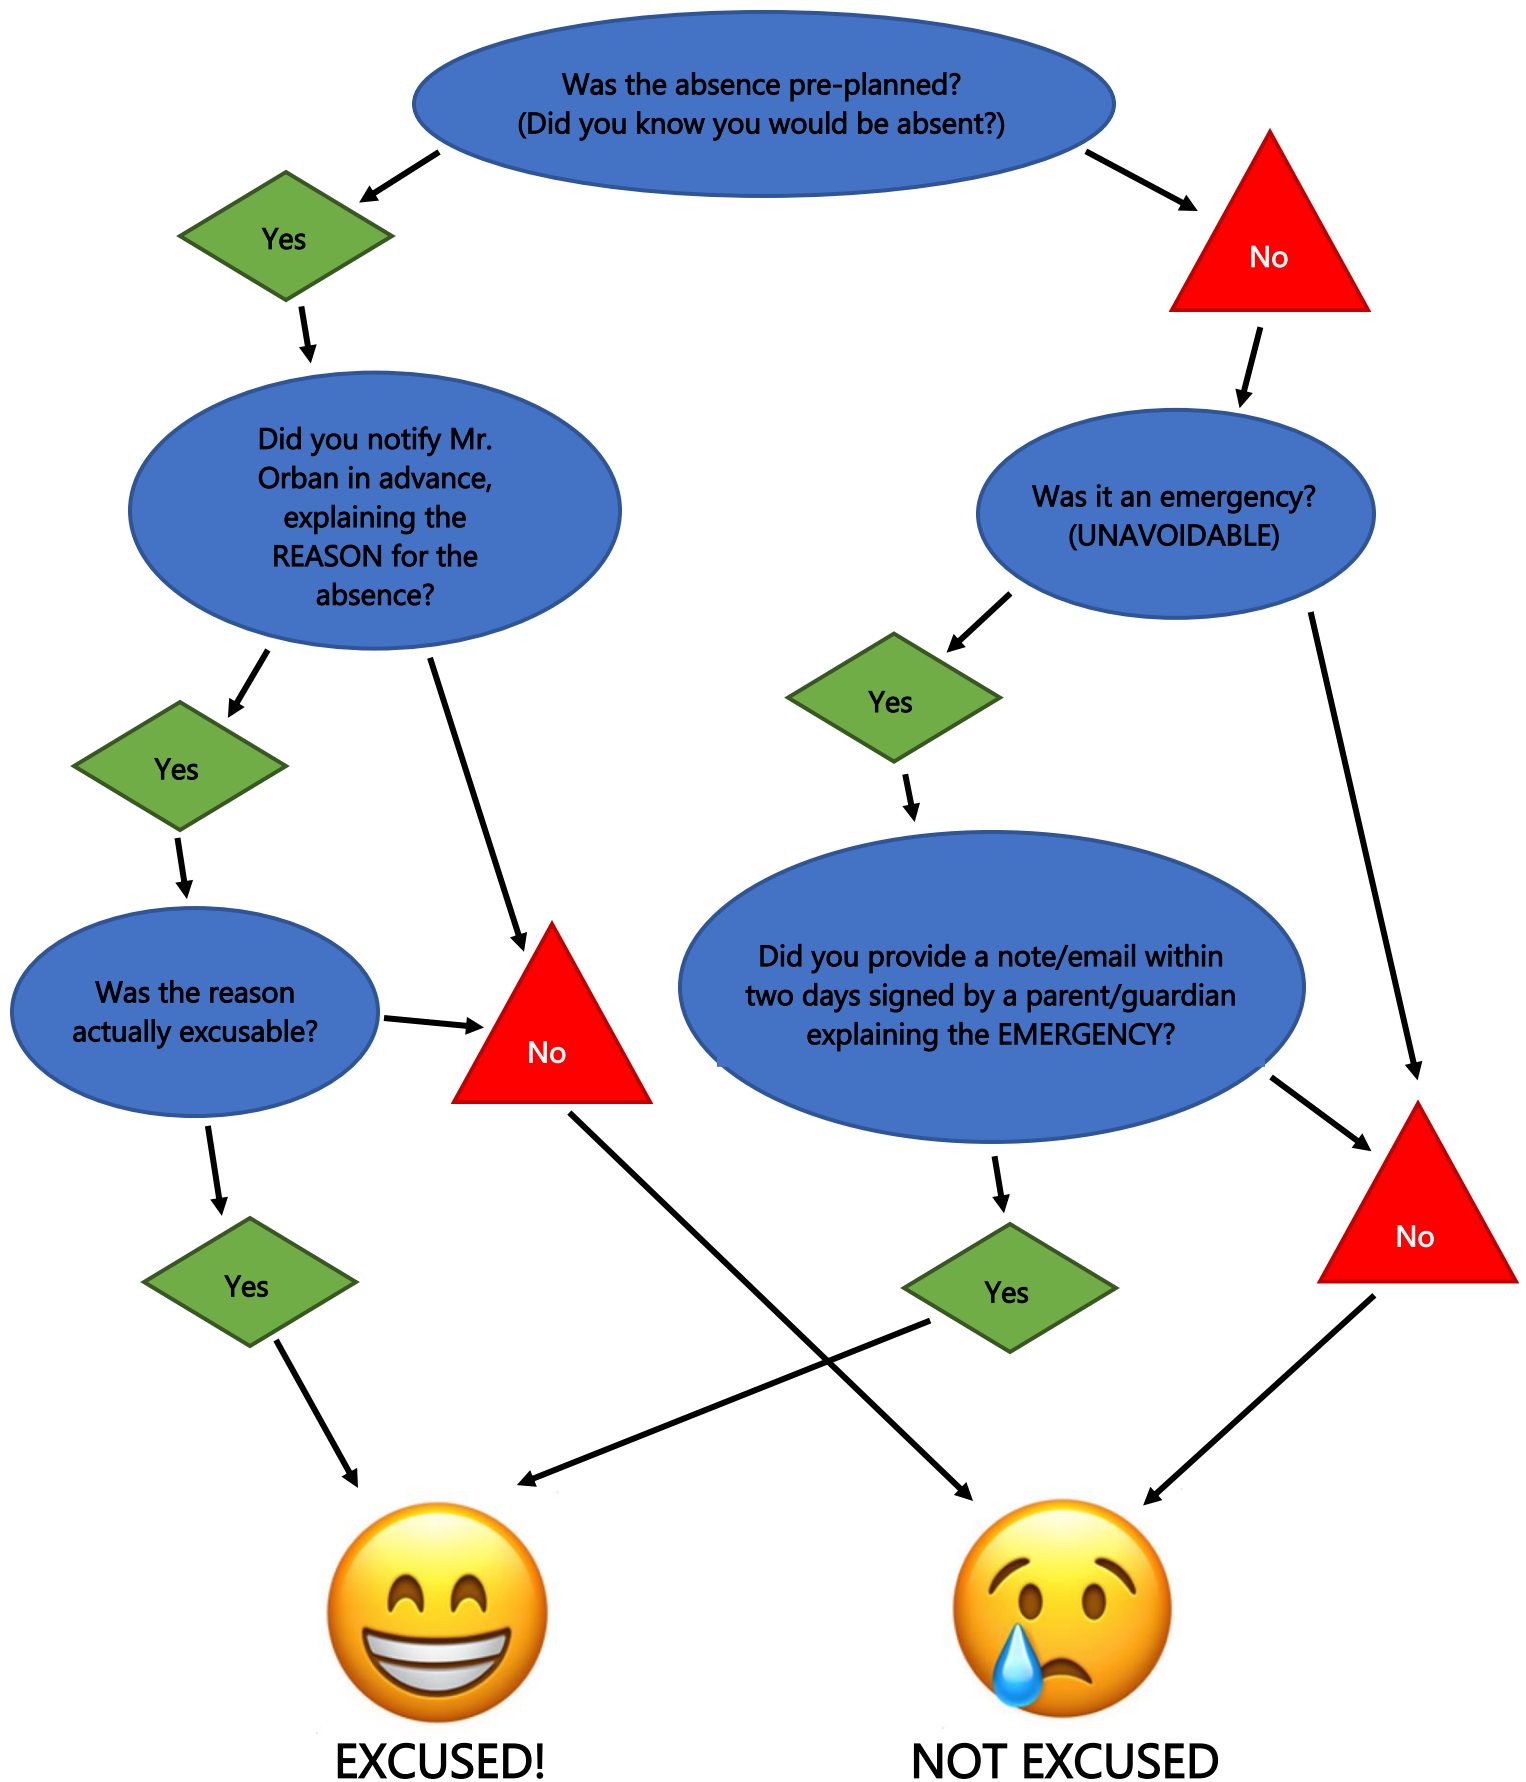 Was the absence pre-planned?
(Did you know you would be absent?)
Yes
No
Did you notify Mr.
Orban in advance,
explaining the
REASON for the
absence?
Was it an emergency?
(UNAVOIDABLE)
Yes
Yes
Was the reason
actually excusable?
No
Did you provide a note/email within
two days signed by a parent/guardian
explaining the EMERGENCY?
No
Yes
Yes
EXCUSED!
NOT EXCUSED